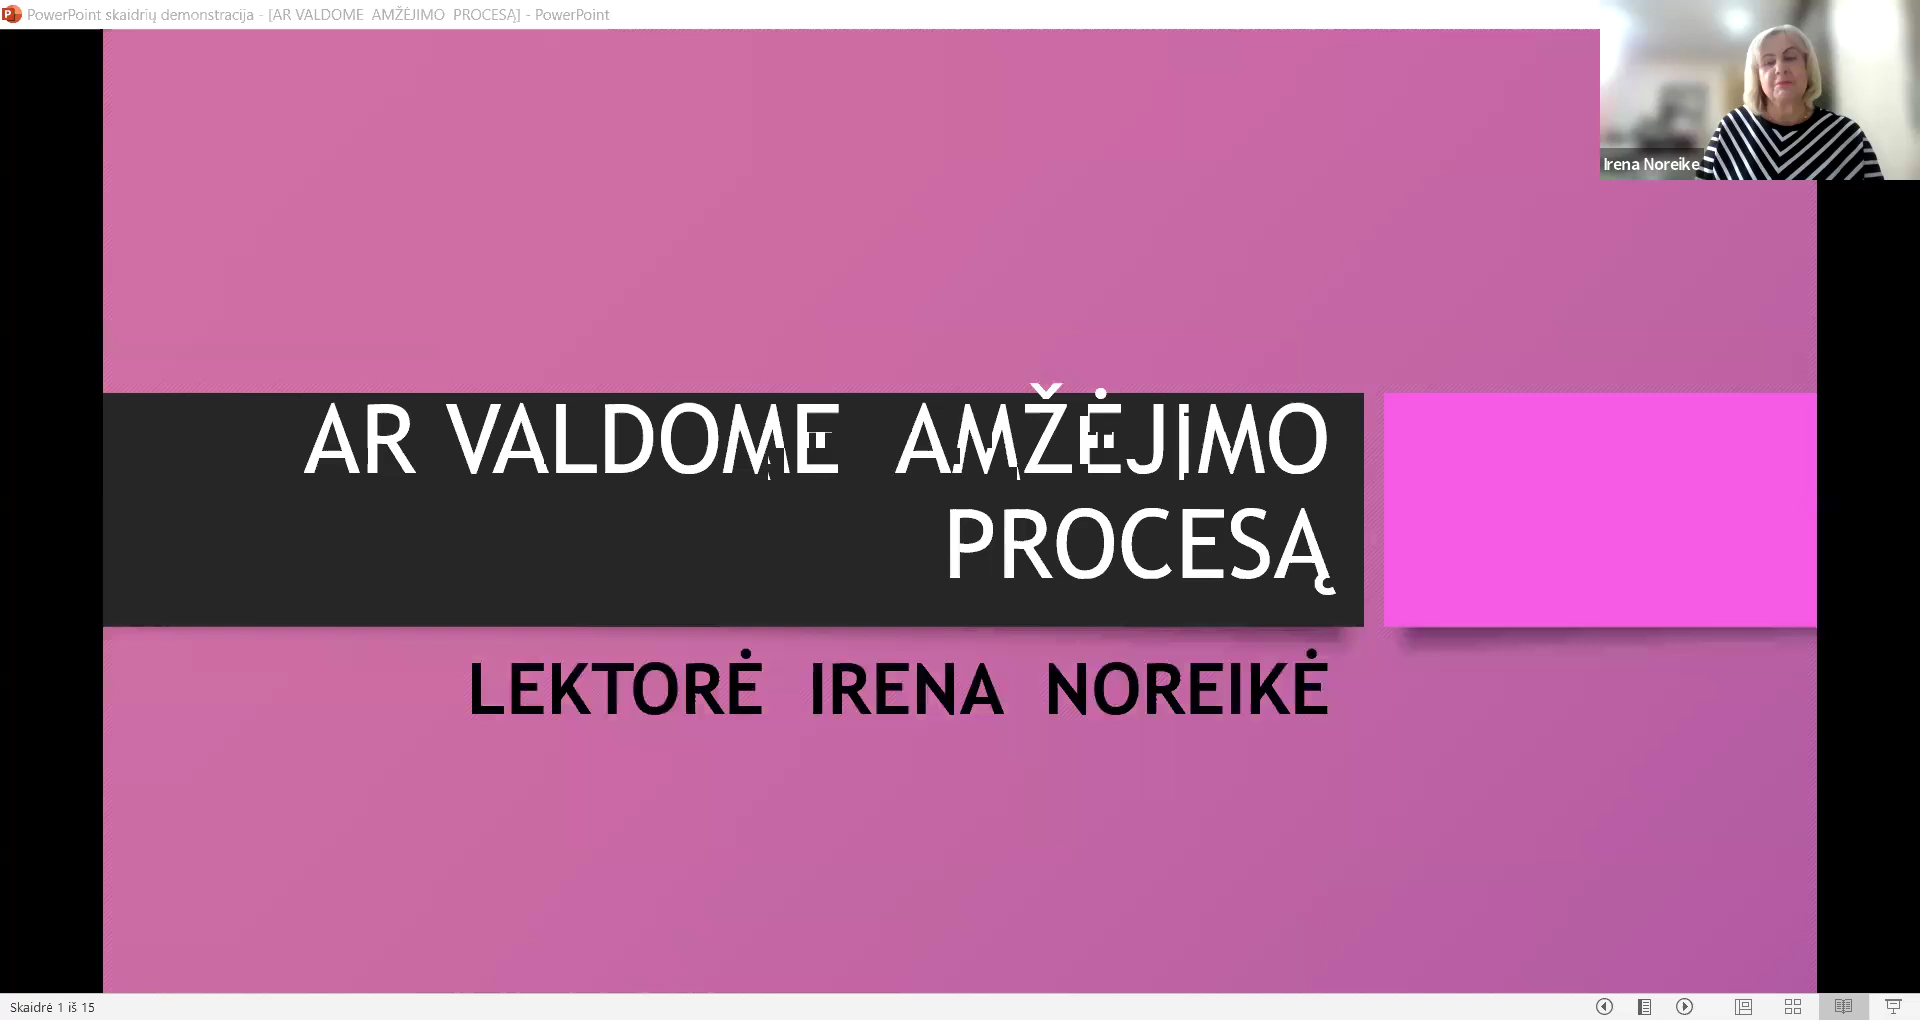 PowerPoint skaidrių demonstracija - [AR VALDOME  AMŽĖJIMO  PROCESĄ] - PowerPoint
Irena Noreike
AR VALDOME  AMŽĖJIMO
PROCESĄ
LEKTORĖ  IRENA  NOREIKĖ
Skaidrė 1 iš 15